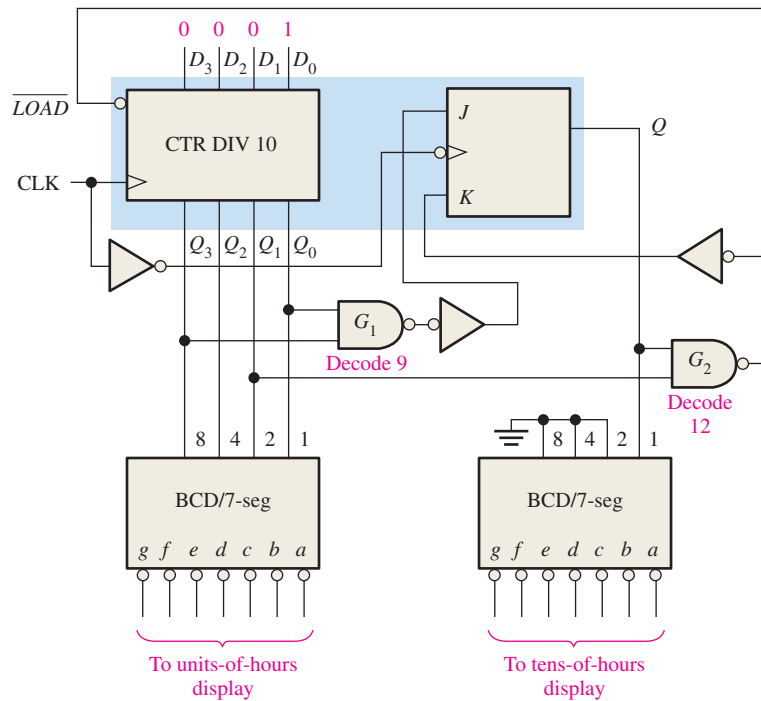 0 0 0 1
D3 D2 D1 D0
LOAD
CTR DIV 10
J
Q
CLK
K
Q3 Q2 Q1 Q0
G1
Decode 9
G2
Decode
12
8 4 2 1
8 4 2 1
BCD/7-seg
BCD/7-seg
g f e d c b a
g f e d c b a
To units-of-hours
display
To tens-of-hours
display